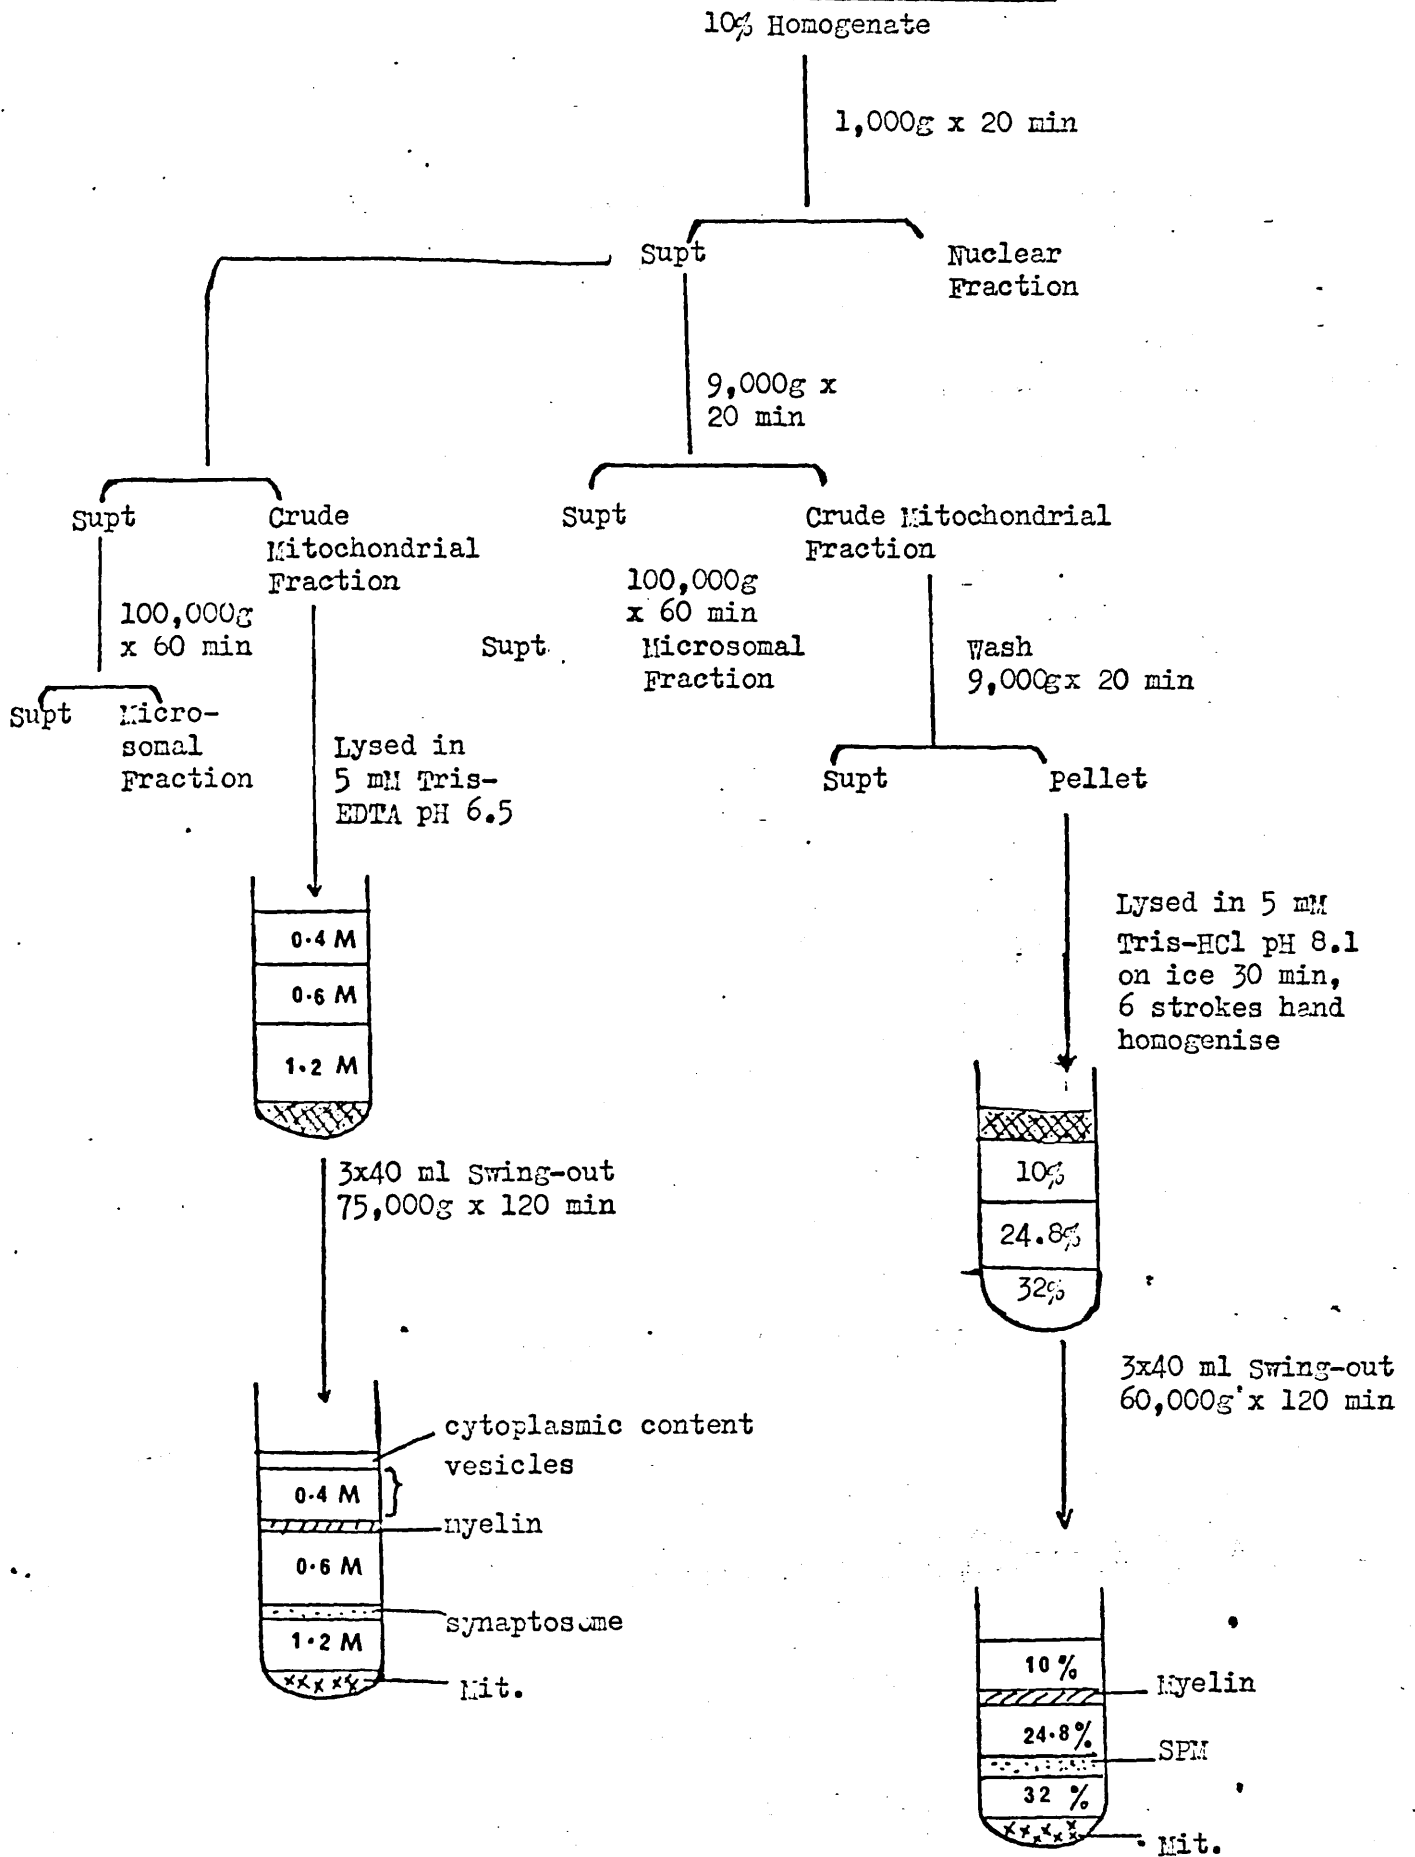 10% Homogenate
1,000g x 20 min
Supt
Nuclear
Fraction
9,000g x
20 min
Supt
Crude
Mitochondrial
Fraction
Supt
Crude Mitochondrial
Fraction
100,000g
x 60 min
100,000g
x 60 min
Supt
Microsomal
Fraction
Wash
9,000gx 20 min
Supt
Micro-
somal
Fraction
Lysed in
5 mM Tris-
EDTA pH 6.5
Supt
Pellet
Lysed in 5 mM
Tris-HCl pH 8.1
on ice 30 min,
6 strokes hand
homogenise
0.4 M
0.6 M
1.2 M
10%
24.8%
32%
3x40 ml Swing-out
75,000g x 120 min
3x40 ml Swing-out
60,000g x 120 min
cytoplasmic content
vesicles
0.4 M
myelin
0.6 M
synaptosome
1.2 M
Mit.
10%
Myelin
24.8%
SPM
32 %
Mit.